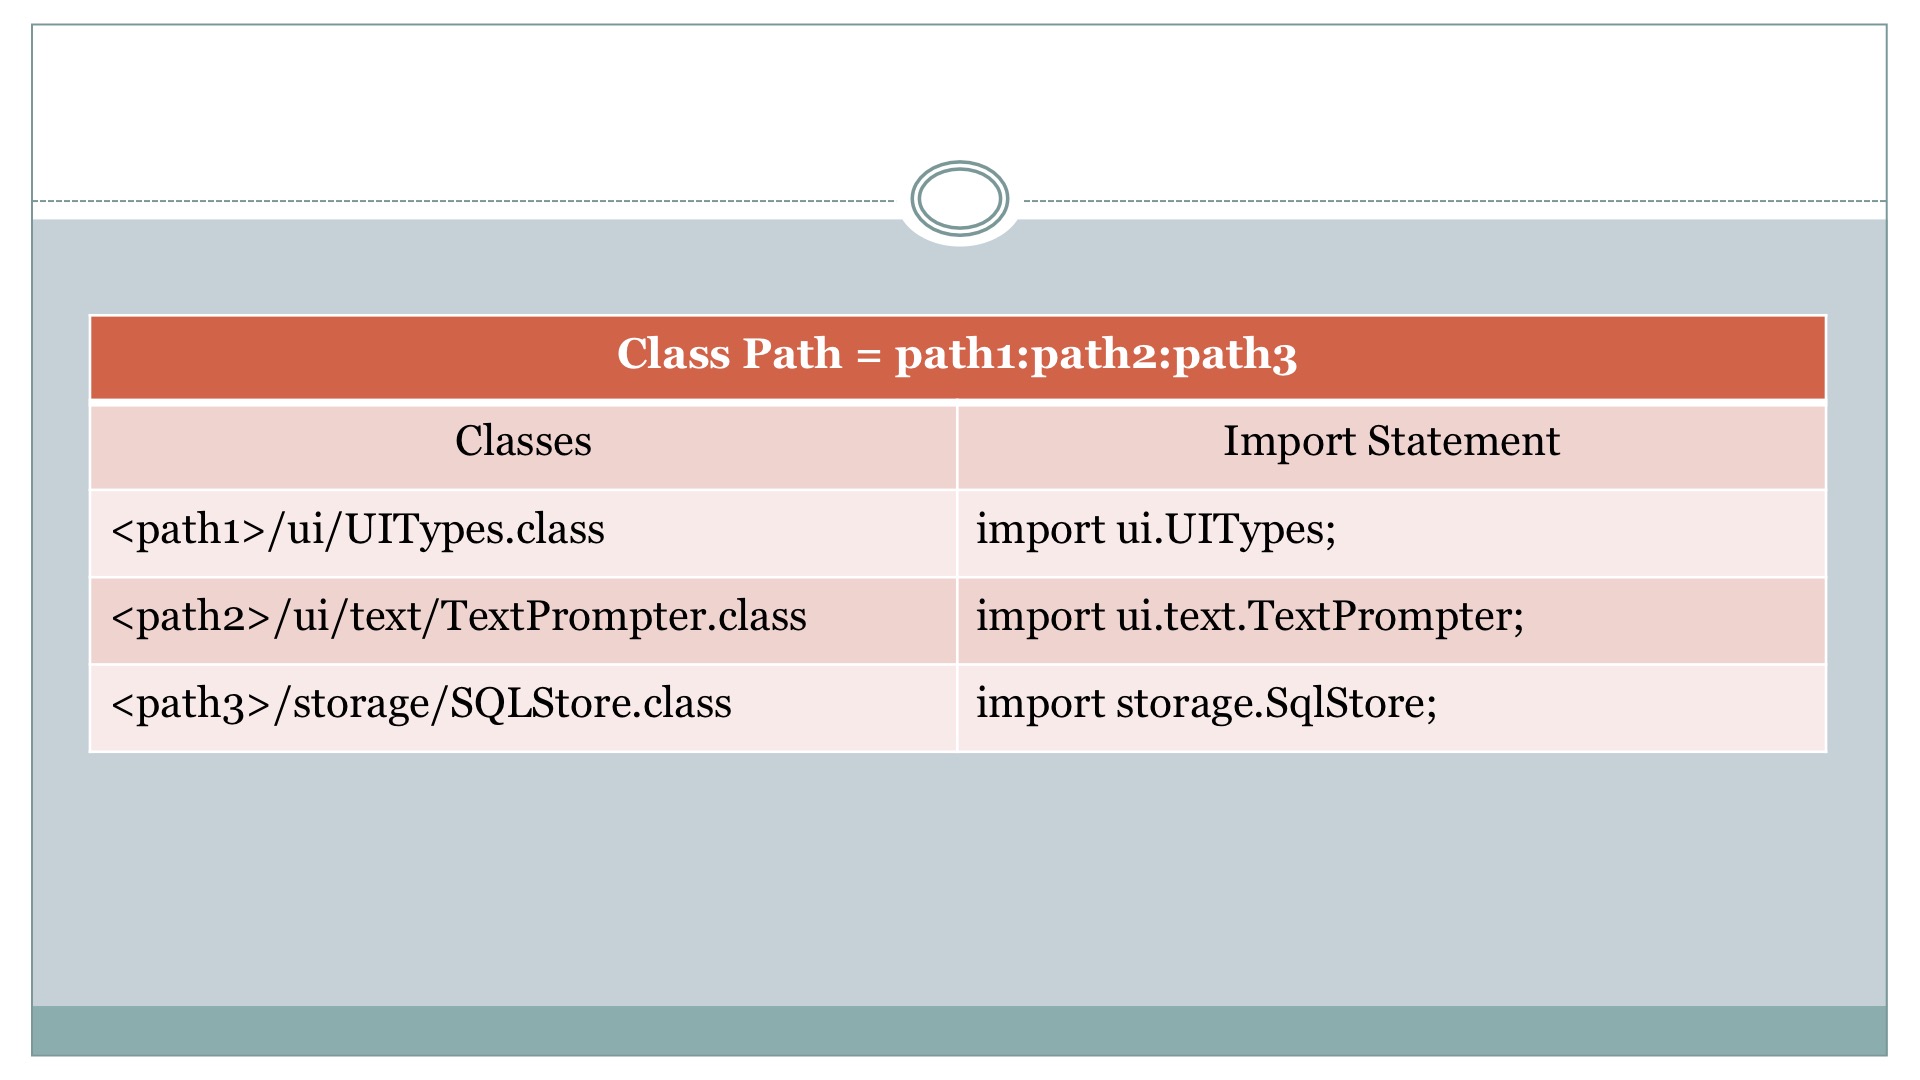 Class Path = path1:path2:path3
Classes
Import Statement
<path1>/ui/UITypes.class
import ui.UITypes;
<path2>/ui/text/TextPrompter.class
import ui.text.TextPrompter;
<path3>/storage/SQLStore.class
import storage.SqlStore;